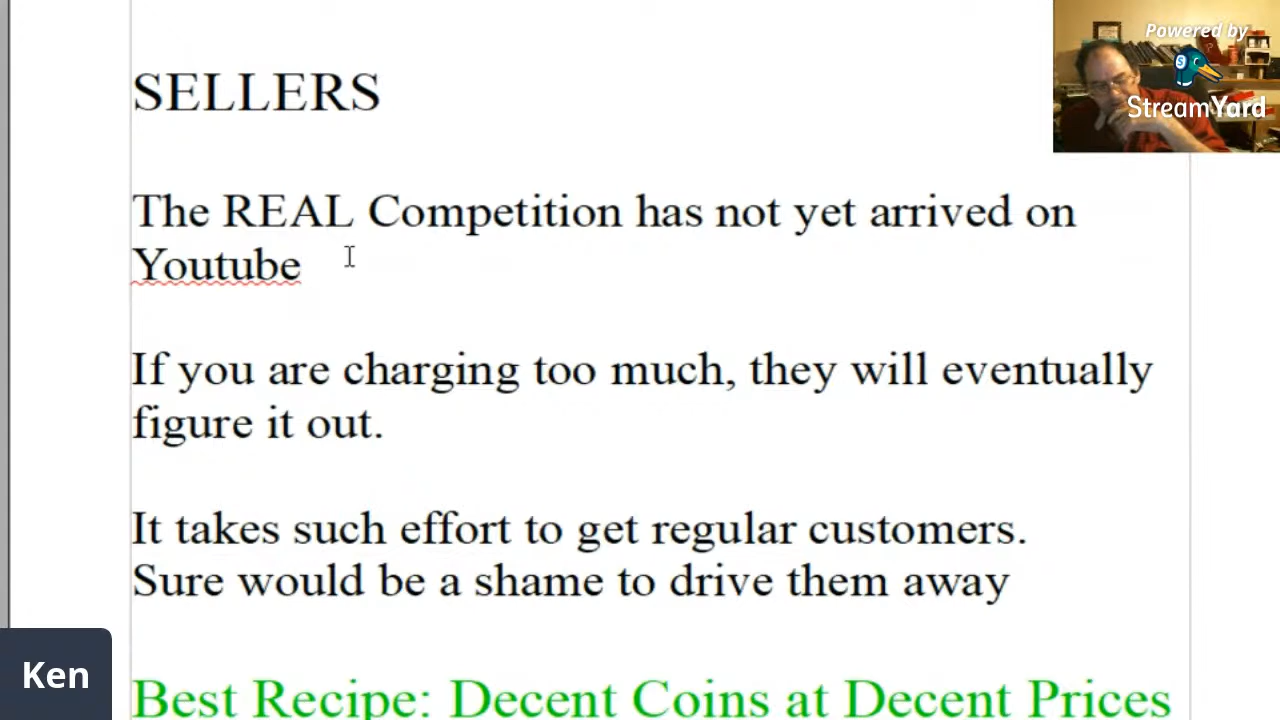 Powered by
StreamYard
SELLERS
The REAL Competition has not yet arrived on
Youtube
If you are charging too much, they will eventually
figure it out.
It takes such effort to get regular customers.
Sure would be a shame to drive them away
Ken
Best Recipe: Decent Coins at Decent Prices